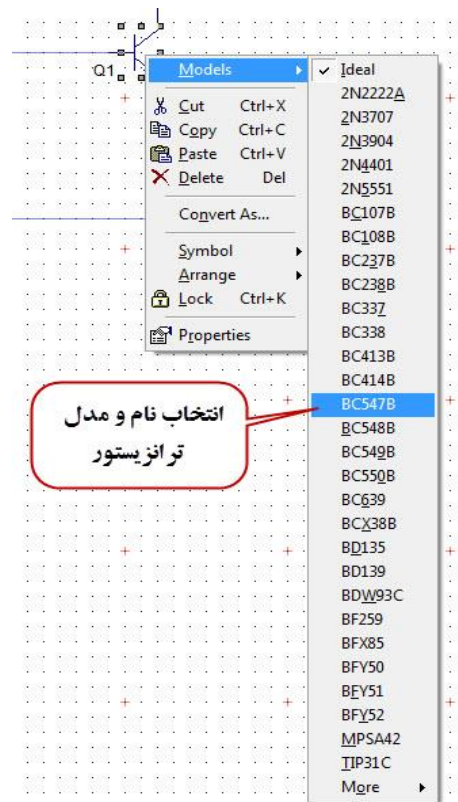 Q1
Models
Cut Ctrl+X
Copy Ctrl+C
Paste Ctrl+V
Delete Del
Convert As...
Symbol
Arrange
Lock Ctrl+K
Properties
Ideal
2N2222A
2N3707
2N3904
2N4401
2N5551
BC107B
BC108B
BC237B
BC238B
BC337
BC338
BC413B
BC414B
BC547B
BC548B
BC549B
BC550B
BC639
BCX38B
BD135
BD139
BDW93C
BF259
BFX85
BFY50
BFY51
BFY52
MPSA42
TIP31C
More
انتخاب نام و مدل
ترانزیستور